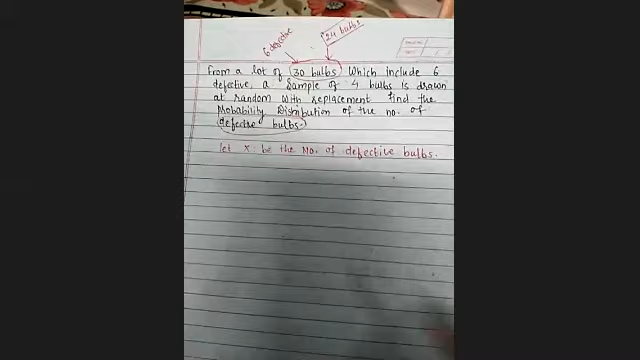 6 defective
24 bulbs
From a lot of 30 bulbs Which include 6
defective, a Sample of 4 bulbs is drawn
at random with replacement find the
Probability Distribution of the no. of
defective bulbs.
let X: be the No. of defective bulbs.